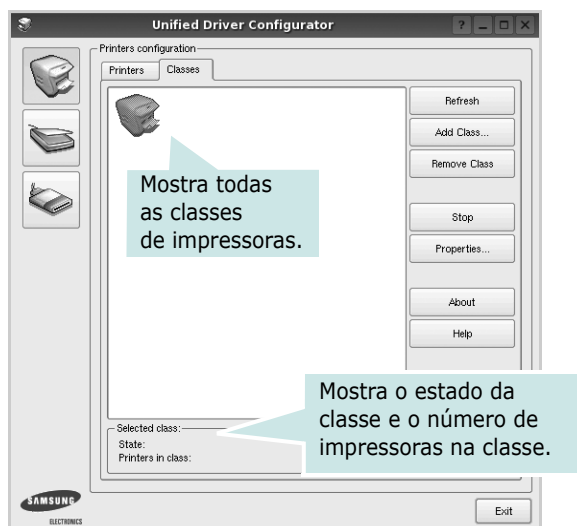 Unified Driver Configurator
Printers configuration
Printers Classes
Refresh
Add Class...
Remove Class
Mostra todas
as classes
de impressoras.
Stop
Properties...
About
Help
Mostra o estado da
classe e o número de
impressoras na classe.
Selected class:
State:
Printers in class:
SAMSUNG
ELECTRONICS
Exit